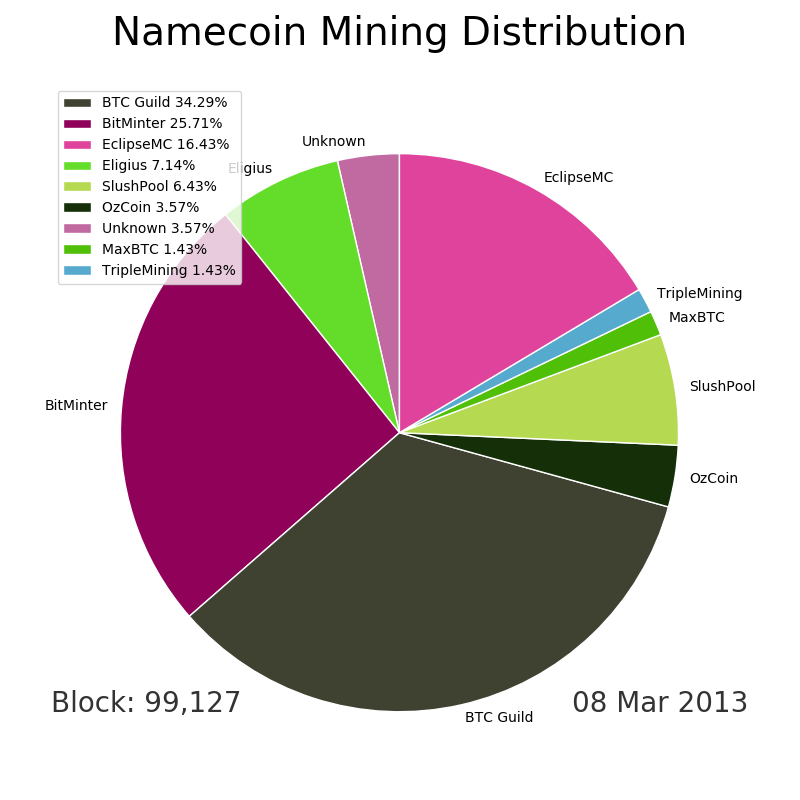 Namecoin Mining Distribution
BTC Guild 34.29%
BitMinter 25.71%
EclipseMC 16.43%
Eligius 7.14%
SlushPool 6.43%
OzCoin 3.57%
Unknown 3.57%
MaxBTC 1.43%
TripleMining 1.43%
Unknown
Eligius
EclipseMC
TripleMining
MaxBTC
SlushPool
BitMinter
OzCoin
BTC Guild
Block: 99,127
08 Mar 2013